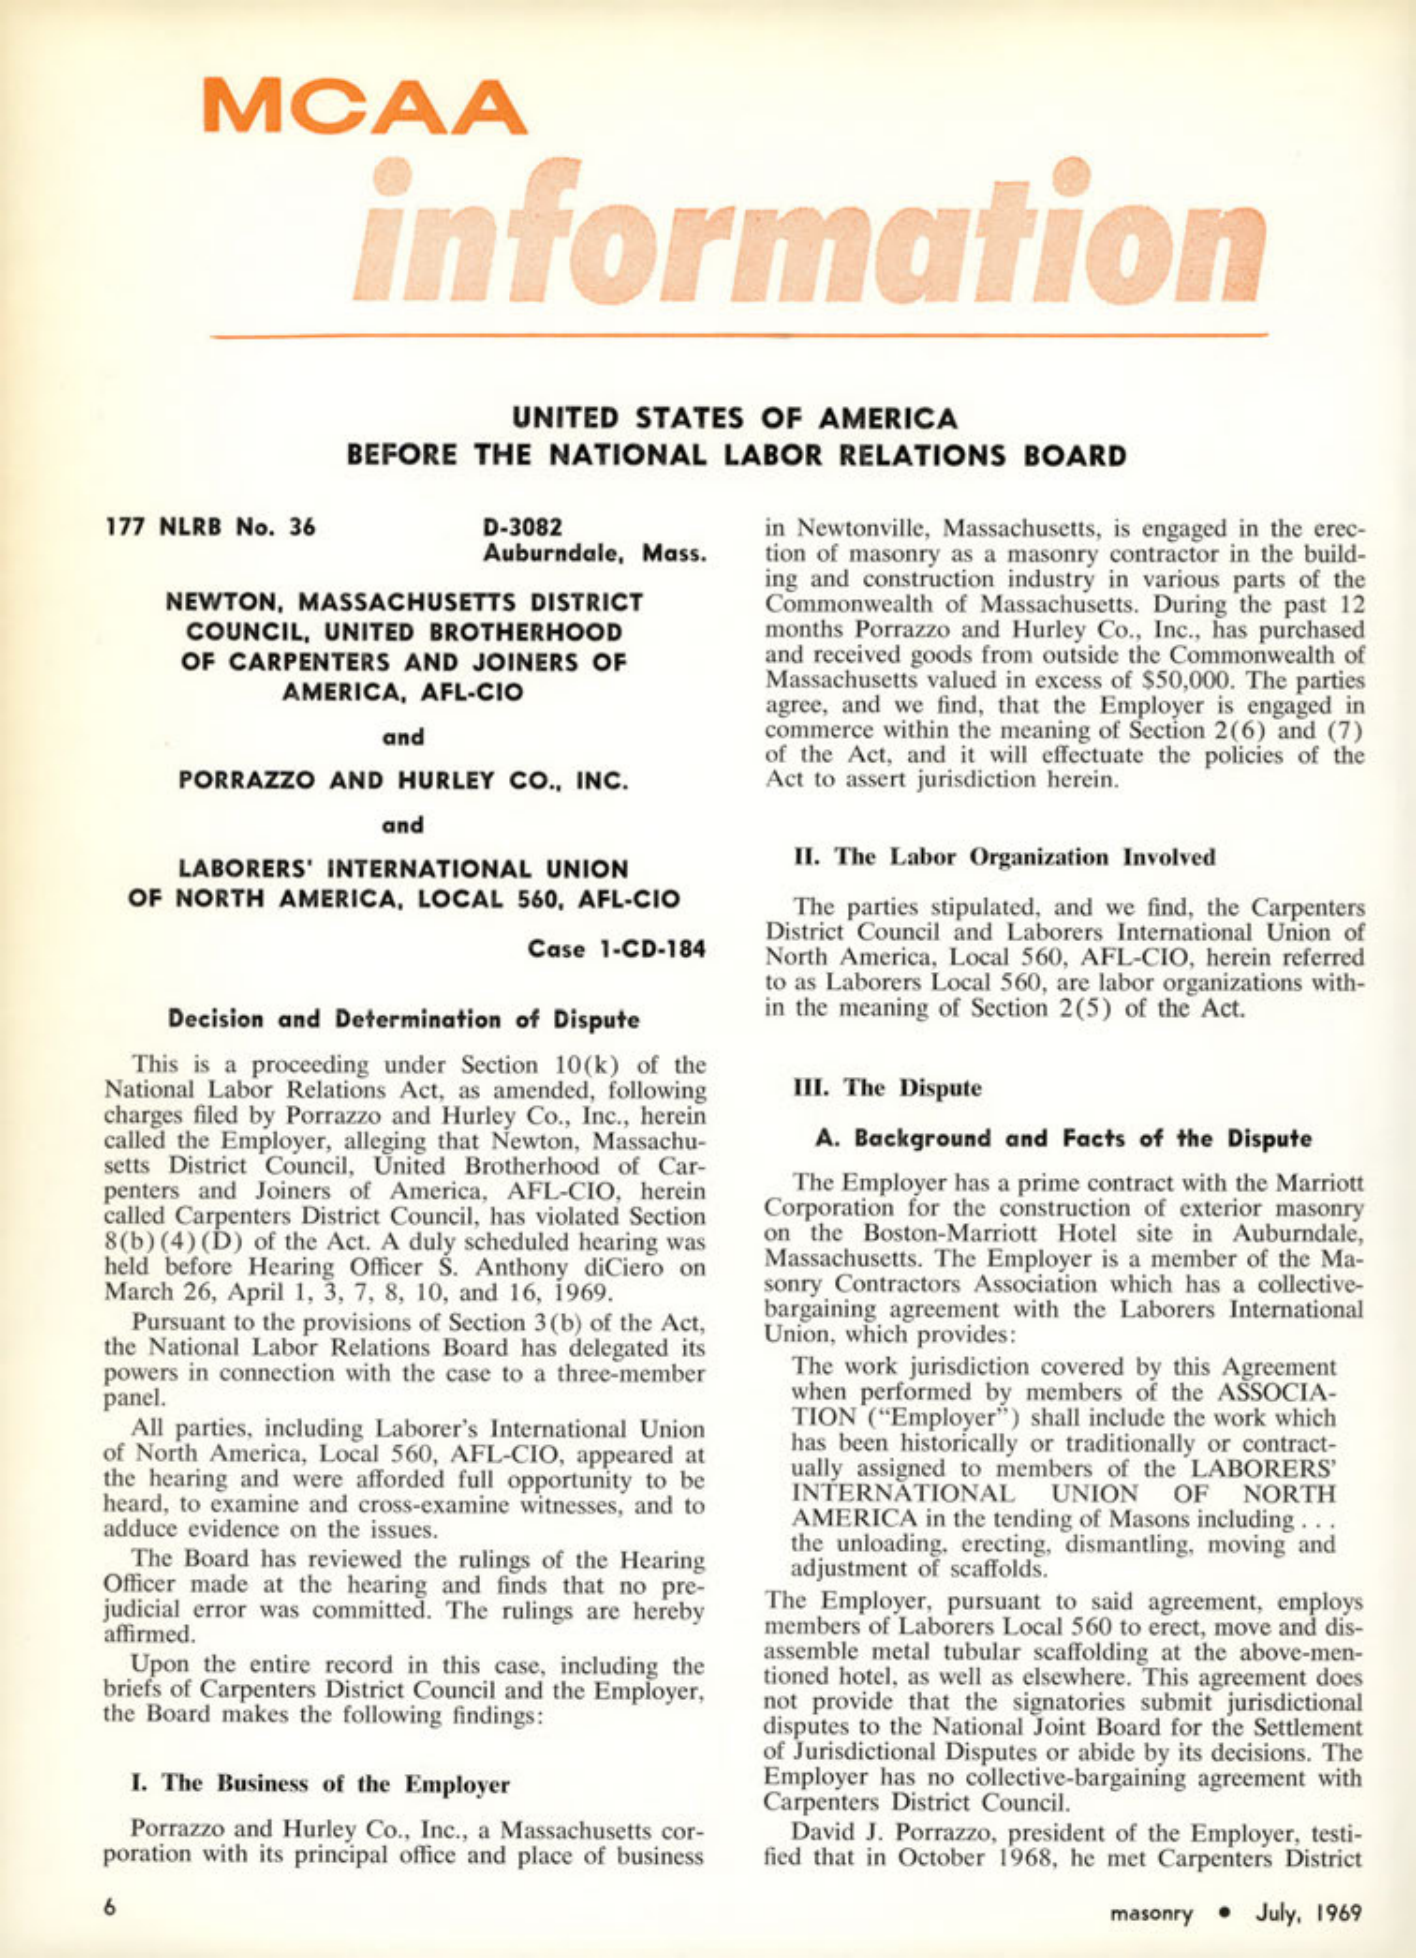 MCAA
information
UNITED STATES OF AMERICA
BEFORE THE NATIONAL LABOR RELATIONS BOARD
177 NLRB No. 36
D-3082
Auburndale, Mass.
NEWTON, MASSACHUSETTS DISTRICT
COUNCIL, UNITED BROTHERHOOD
OF CARPENTERS AND JOINERS OF
AMERICA, AFL-CIO
and
PORRAZZO AND HURLEY CO., INC.
and
LABORERS' INTERNATIONAL UNION
OF NORTH AMERICA, LOCAL 560, AFL-CIO
Case 1-CD-184
Decision and Determination of Dispute
This is a proceeding under Section 10(k) of the
National Labor Relations Act, as amended, following
charges filed by Porrazzo and Hurley Co., Inc., herein
called the Employer, alleging that Newton, Massachu-
setts District Council, United Brotherhood of Car-
penters and Joiners of America, AFL-CIO, herein
called Carpenters District Council, has violated Section
8(b)(4)(D) of the Act. A duly scheduled hearing was
held before Hearing Officer S. Anthony diCiero on
March 26, April 1, 3, 7, 8, 10, and 16, 1969.
Pursuant to the provisions of Section 3(b) of the Act,
the National Labor Relations Board has delegated its
powers in connection with the case to a three-member
panel.
All parties, including Laborer's International Union
of North America, Local 560, AFL-CIO, appeared at
the hearing and were afforded full opportunity to be
heard, to examine and cross-examine witnesses, and to
adduce evidence on the issues.
The Board has reviewed the rulings of the Hearing
Officer made at the hearing and finds that no pre-
judicial error was committed. The rulings are hereby
affirmed.
Upon the entire record in this case, including the
briefs of Carpenters District Council and the Employer,
the Board makes the following findings:
I. The Business of the Employer
Porrazzo and Hurley Co., Inc., a Massachusetts cor-
poration with its principal office and place of business
in Newtonville, Massachusetts, is engaged in the erec-
tion of masonry as a masonry contractor in the build-
ing and construction industry in various parts of the
Commonwealth of Massachusetts. During the past 12
months Porrazzo and Hurley Co., Inc., has purchased
and received goods from outside the Commonwealth of
Massachusetts valued in excess of $50,000. The parties
agree, and we find, that the Employer is engaged in
commerce within the meaning of Section 2(6) and (7)
of the Act, and it will effectuate the policies of the
Act to assert jurisdiction herein.
II. The Labor Organization Involved
The parties stipulated, and we find, the Carpenters
District Council and Laborers International Union of
North America, Local 560, AFL-CIO, herein referred
to as Laborers Local 560, are labor organizations with-
in the meaning of Section 2(5) of the Act.
III. The Dispute
A. Background and Facts of the Dispute
The Employer has a prime contract with the Marriott
Corporation for the construction of exterior masonry
on the Boston-Marriott Hotel site in Auburndale,
Massachusetts. The Employer is a member of the Ma-
sonry Contractors Association which has a collective-
bargaining agreement with the Laborers International
Union, which provides:
The work jurisdiction covered by this Agreement
when performed by members of the ASSOCIA-
TION ("Employer") shall include the work which
has been historically or traditionally or contract-
ually assigned to members of the LABORERS'
INTERNATIONAL UNION OF NORTH
AMERICA in the tending of Masons including . . .
the unloading, erecting, dismantling, moving and
adjustment of scaffolds.
The Employer, pursuant to said agreement, employs
members of Laborers Local 560 to erect, move and dis-
assemble metal tubular scaffolding at the above-men-
tioned hotel, as well as elsewhere. This agreement does
not provide that the signatories submit jurisdictional
disputes to the National Joint Board for the Settlement
of Jurisdictional Disputes or abide by its decisions. The
Employer has no collective-bargaining agreement with
Carpenters District Council.
David J. Porrazzo, president of the Employer, testi-
fied that in October 1968, he met Carpenters District
6
masonry • July, 1969